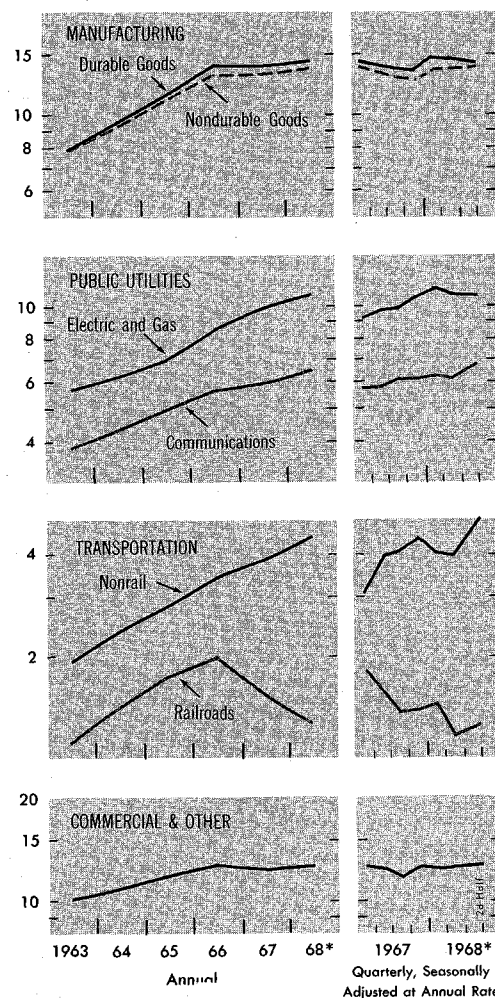 MANUFACTURING
15
Durable Goods
10
Nondurable Goods
8
6
PUBLIC UTILITIES
10
Electric and Gas
8
6
4
Communications
TRANSPORTATION
4
Nonrail
2
Railroads
20
COMMERCIAL & OTHER
15
10
1963 64 65 66 67 68* 1967 1968*
Annual
Quarterly, Seasonally
Adjusted at Annual Rate